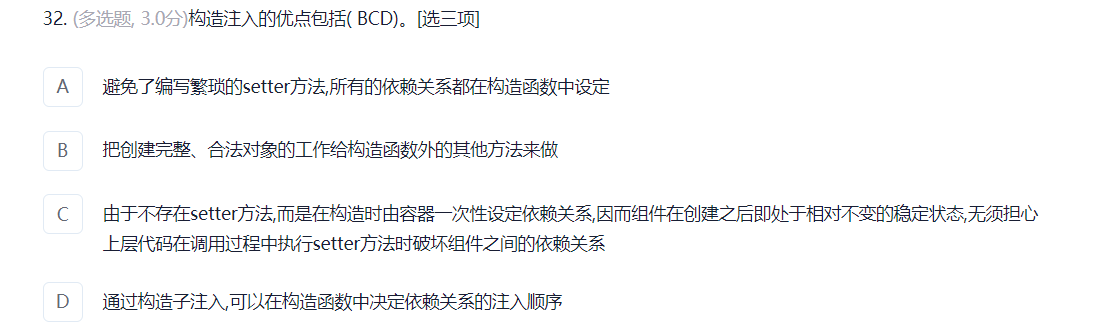 32. (多选题, 3.0分)构造注入的优点包括( BCD)。[选三项]
A 避免了编写繁琐的setter方法,所有的依赖关系都在构造函数中设定
B 把创建完整、合法对象的工作给构造函数外的其他方法来做
C 由于不存在setter方法,而是在构造时由容器一次性设定依赖关系,因而组件在创建之后即处于相对不变的稳定状态,无须担心
上层代码在调用过程中执行setter方法时破坏组件之间的依赖关系
D 通过构造子注入,可以在构造函数中决定依赖关系的注入顺序